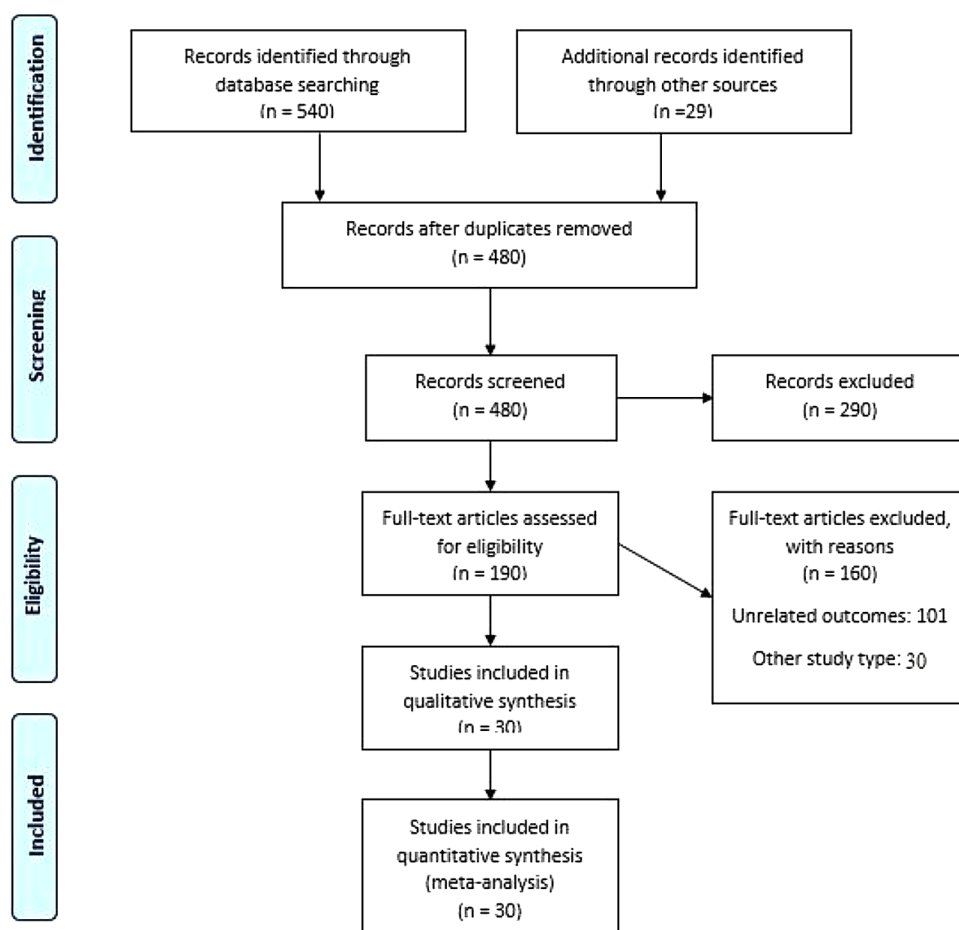 Identification
Records identified through
database searching
(n = 540)
Additional records identified
through other sources
(n =29)
Records after duplicates removed
(n = 480)
Screening
Records screened
(n = 480)
Records excluded
(n = 290)
Eligibility
Full-text articles assessed
for eligibility
(n = 190)
Full-text articles excluded,
with reasons
(n = 160)
Unrelated outcomes: 101
Other study type: 30
Studies included in
qualitative synthesis
(n = 30)
Included
Studies included in
quantitative synthesis
(meta-analysis)
(n = 30)